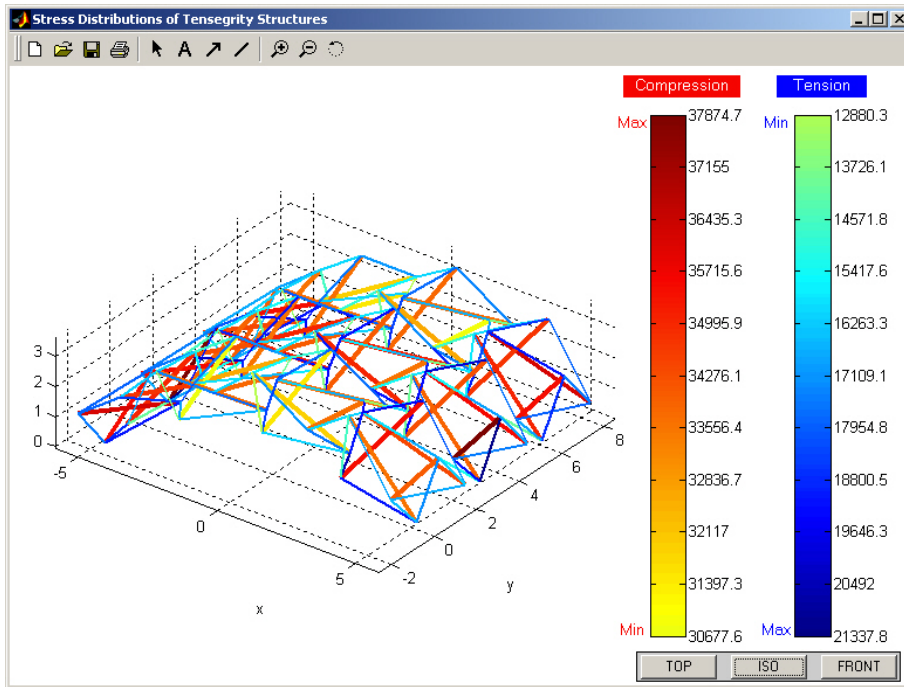 Stress Distributions of Tensegrity Structures
A
Compression
Tension
Max
37874.7
37155
36435.3
35715.6
34995.9
34276.1
33556.4
32836.7
32117
31397.3
Min
30677.6
Min
12880.3
13726.1
14571.8
15417.6
16263.3
17109.1
17954.8
18800.5
19646.3
20492
Max
21337.8
3
2
1
0
-5
0
5
x
-2
0
2
4
6
8
y
TOP
ISO
FRONT